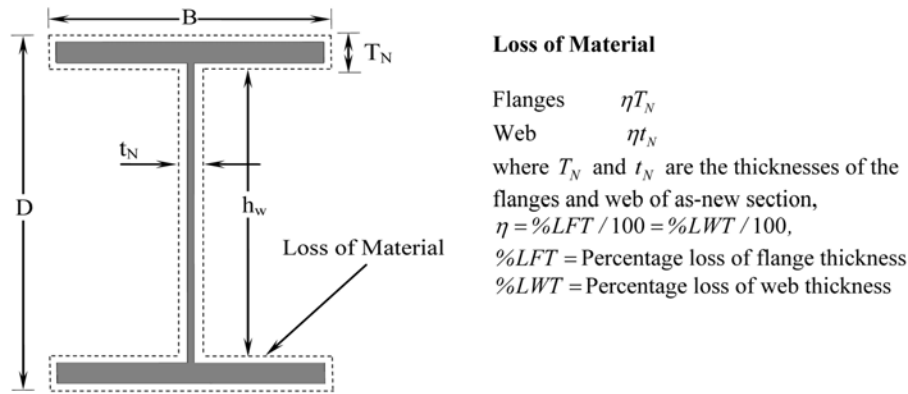 B
T_N
t_N
D
h_w
Loss of Material
Loss of Material
Flanges ηT_N
Web ηt_N
where T_N and t_N are the thicknesses of the
flanges and web of as-new section,
η = %LFT / 100 = %LWT / 100,
%LFT = Percentage loss of flange thickness
%LWT = Percentage loss of web thickness